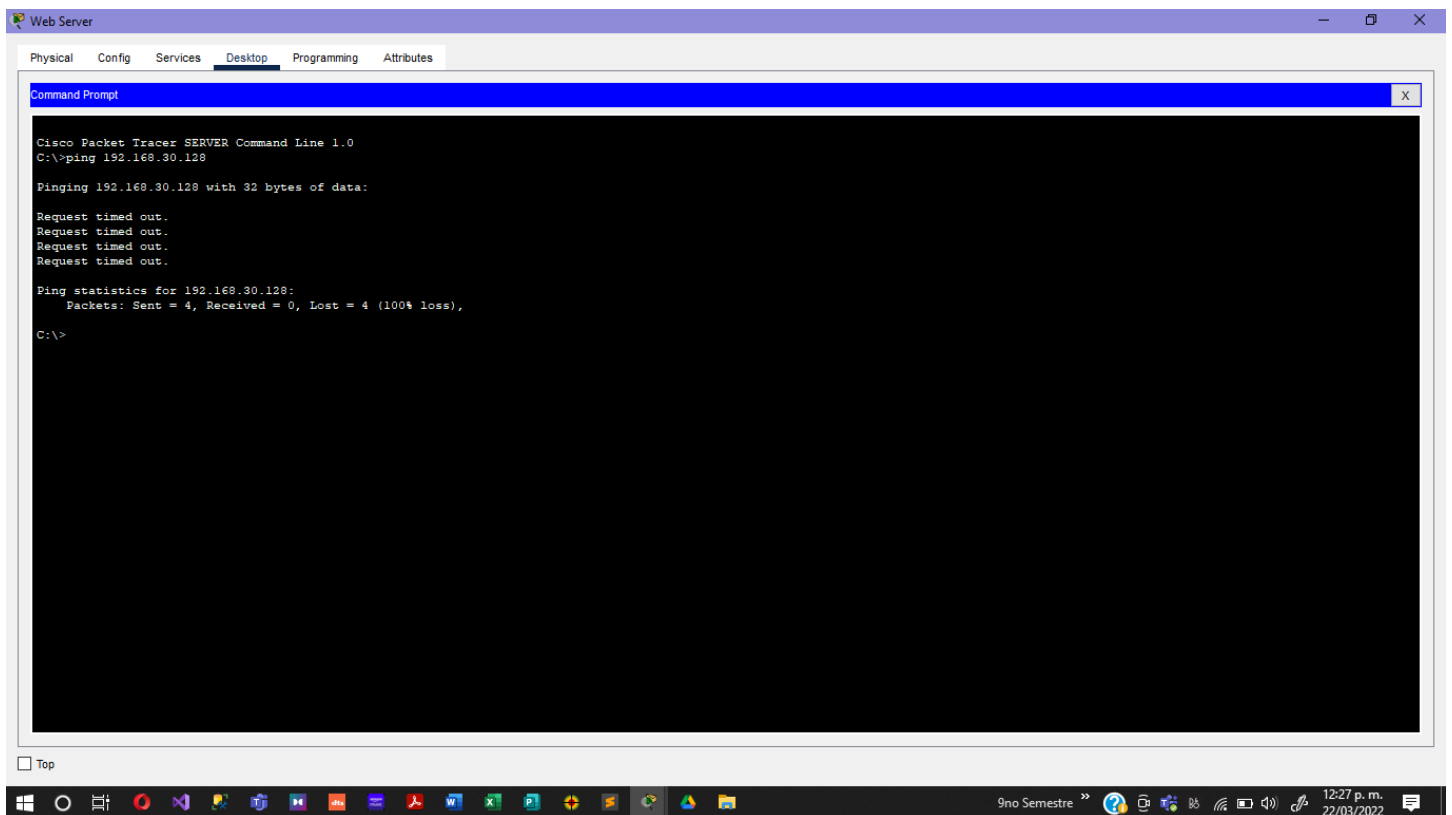 Web Server
Physical Config Services Desktop Programming Attributes
Command Prompt
X
Cisco Packet Tracer SERVER Command Line 1.0
C:\>ping 192.168.30.128
Pinging 192.168.30.128 with 32 bytes of data:
Request timed out.
Request timed out.
Request timed out.
Request timed out.
Ping statistics for 192.168.30.128:
Packets: Sent = 4, Received = 0, Lost = 4 (100% loss),
C:\>
Top
9no Semestre
12:27 p. m.
22/03/2022